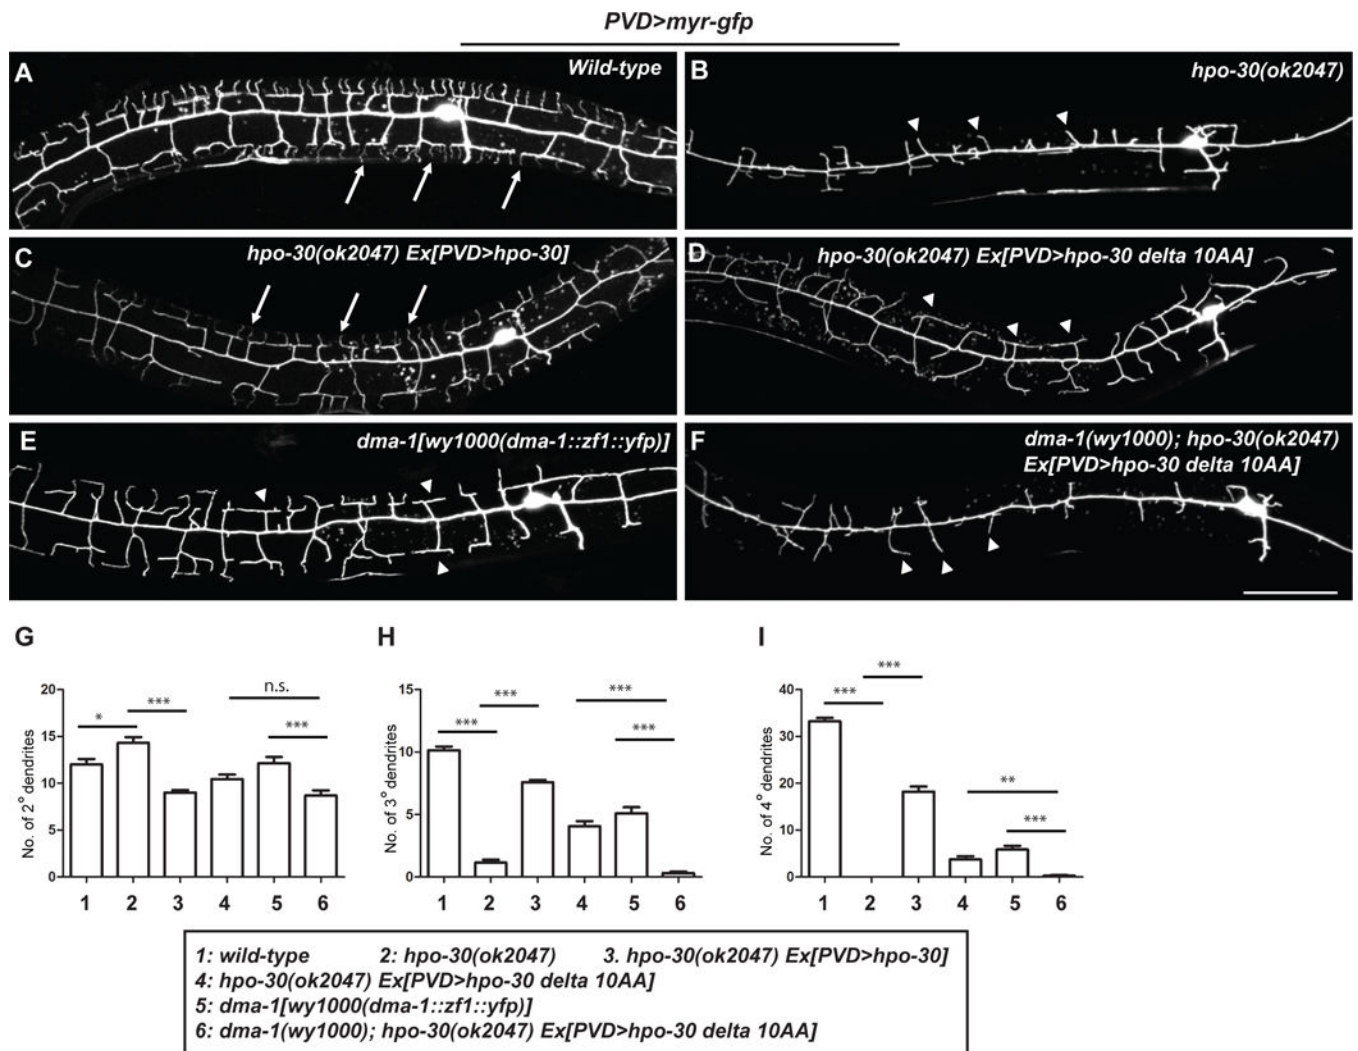 PVD>myr-gfp
A
Wild-type
B
hpo-30(ok2047)
C
hpo-30(ok2047) Ex[PVD>hpo-30]
D
hpo-30(ok2047) Ex[PVD>hpo-30 delta 10AA]
E
dma-1[wy1000(dma-1::zf1::yfp)]
F
dma-1(wy1000); hpo-30(ok2047)
Ex[PVD>hpo-30 delta 10AA]
G
No. of 2° dendrites
20
15
10
5
0
*
***
n.s.
***
1 2 3 4 5 6
H
No. of 3° dendrites
15
10
5
0
***
***
***
***
1 2 3 4 5 6
I
No. of 4° dendrites
40
30
20
10
0
***
***
**
***
1 2 3 4 5 6
1: wild-type 2: hpo-30(ok2047) 3. hpo-30(ok2047) Ex[PVD>hpo-30]
4: hpo-30(ok2047) Ex[PVD>hpo-30 delta 10AA]
5: dma-1[wy1000(dma-1::zf1::yfp)]
6: dma-1(wy1000); hpo-30(ok2047) Ex[PVD>hpo-30 delta 10AA]